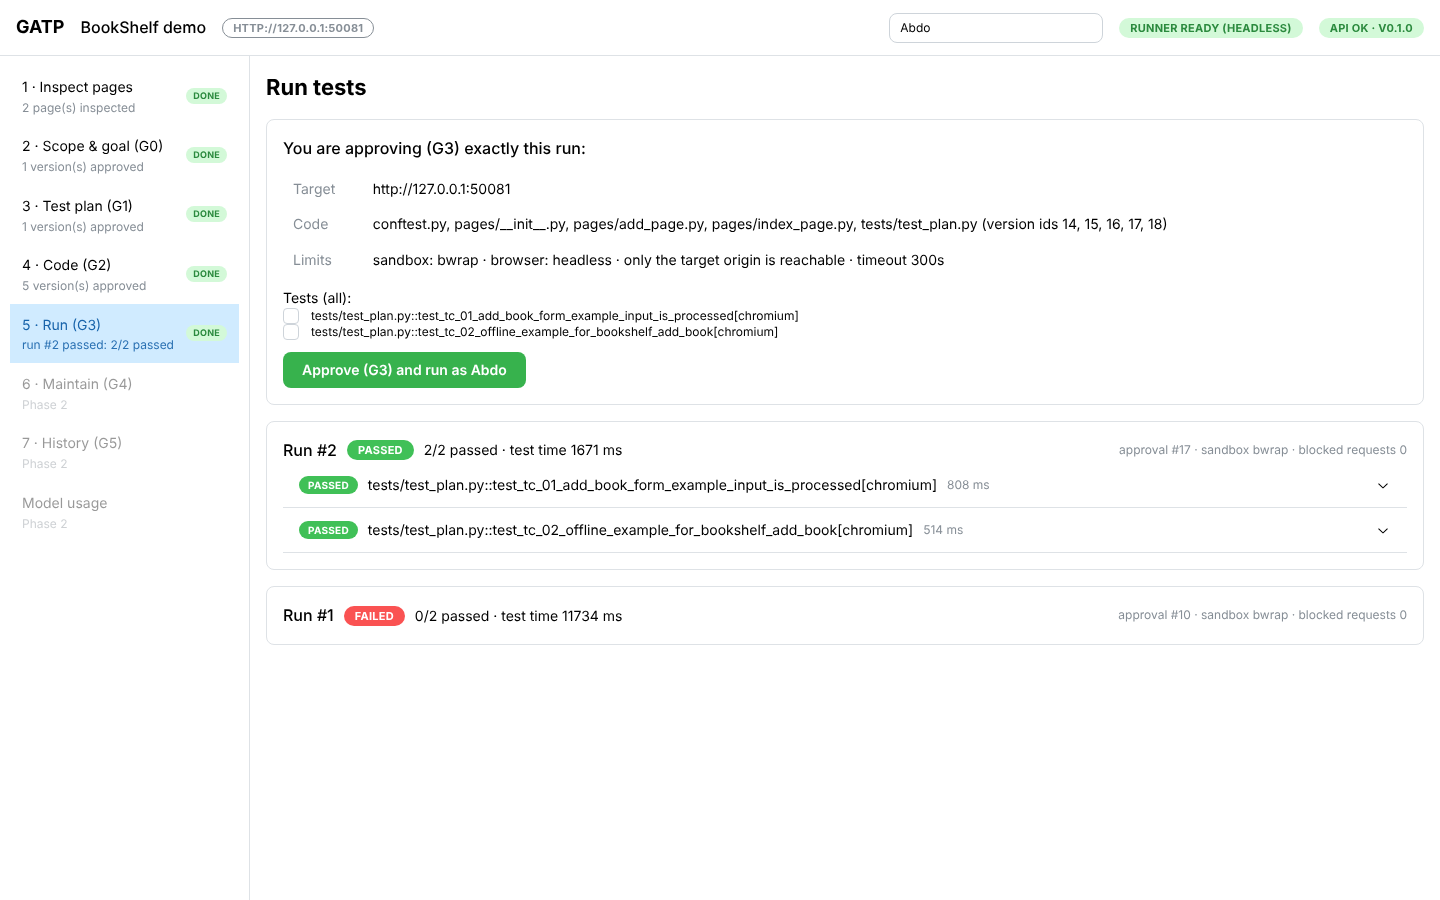 GATP BookShelf demo HTTP://127.0.0.1:50081 Abdo RUNNER READY (HEADLESS) API OK · V0.1.0
1 · Inspect pages DONE
2 page(s) inspected
2 · Scope & goal (G0) DONE
1 version(s) approved
3 · Test plan (G1) DONE
1 version(s) approved
4 · Code (G2) DONE
5 version(s) approved
5 · Run (G3) DONE
run #2 passed: 2/2 passed
6 · Maintain (G4)
Phase 2
7 · History (G5)
Phase 2
Model usage
Phase 2
Run tests
You are approving (G3) exactly this run:
Target http://127.0.0.1:50081
Code conftest.py, pages/__init__.py, pages/add_page.py, pages/index_page.py, tests/test_plan.py (version ids 14, 15, 16, 17, 18)
Limits sandbox: bwrap · browser: headless · only the target origin is reachable · timeout 300s
Tests (all):
tests/test_plan.py::test_tc_01_add_book_form_example_input_is_processed[chromium]
tests/test_plan.py::test_tc_02_offline_example_for_bookshelf_add_book[chromium]
Approve (G3) and run as Abdo
Run #2 PASSED 2/2 passed · test time 1671 ms approval #17 · sandbox bwrap · blocked requests 0
PASSED tests/test_plan.py::test_tc_01_add_book_form_example_input_is_processed[chromium] 808 ms
PASSED tests/test_plan.py::test_tc_02_offline_example_for_bookshelf_add_book[chromium] 514 ms
Run #1 FAILED 0/2 passed · test time 11734 ms approval #10 · sandbox bwrap · blocked requests 0